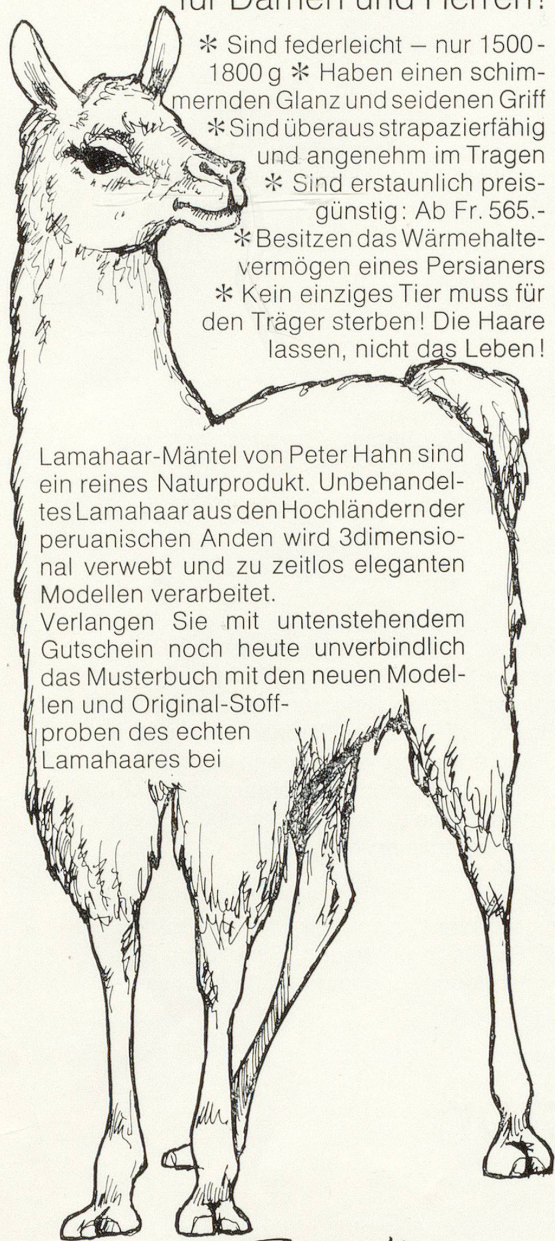 für Damen und Herren!
✻ Sind federleicht – nur 1500-
1800 g ✻ Haben einen schim-
mernden Glanz und seidenen Griff
✻ Sind überaus strapazierfähig
und angenehm im Tragen
✻ Sind erstaunlich preis-
günstig: Ab Fr. 565.-
✻ Besitzen das Wärmehalte-
vermögen eines Persianers
✻ Kein einziges Tier muss für
den Träger sterben! Die Haare
lassen, nicht das Leben!
Lamahaar-Mäntel von Peter Hahn sind
ein reines Naturprodukt. Unbehandel-
tes Lamahaar aus den Hochländern der
peruanischen Anden wird 3dimensio-
nal verwebt und zu zeitlos eleganten
Modellen verarbeitet.
Verlangen Sie mit untenstehendem
Gutschein noch heute unverbindlich
das Musterbuch mit den neuen Model-
len und Original-Stoff-
proben des echten
Lamahaares bei